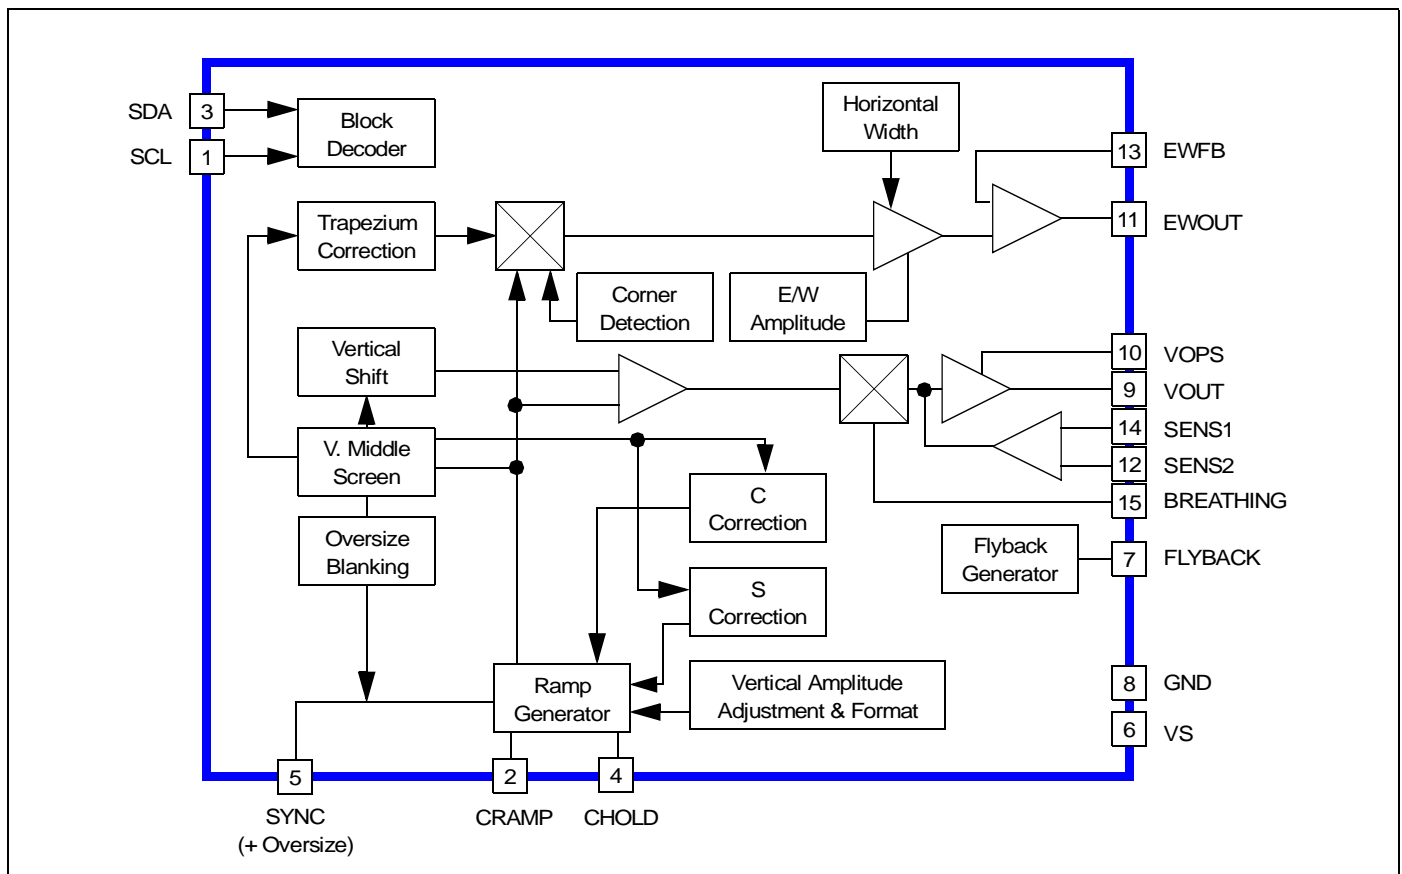 SDA
3
SCL
1
Block
Decoder
Horizontal
Width
13
EWFB
11
EWOUT
Trapezium
Correction
Corner
Detection
E/W
Amplitude
Vertical
Shift
10
VOPS
9
VOUT
14
SENS1
12
SENS2
15
BREATHING
V. Middle
Screen
C
Correction
Oversize
Blanking
Flyback
Generator
7
FLYBACK
S
Correction
Ramp
Generator
Vertical Amplitude
Adjustment & Format
8
GND
6
VS
5
2
4
SYNC
(+ Oversize)
CRAMP
CHOLD